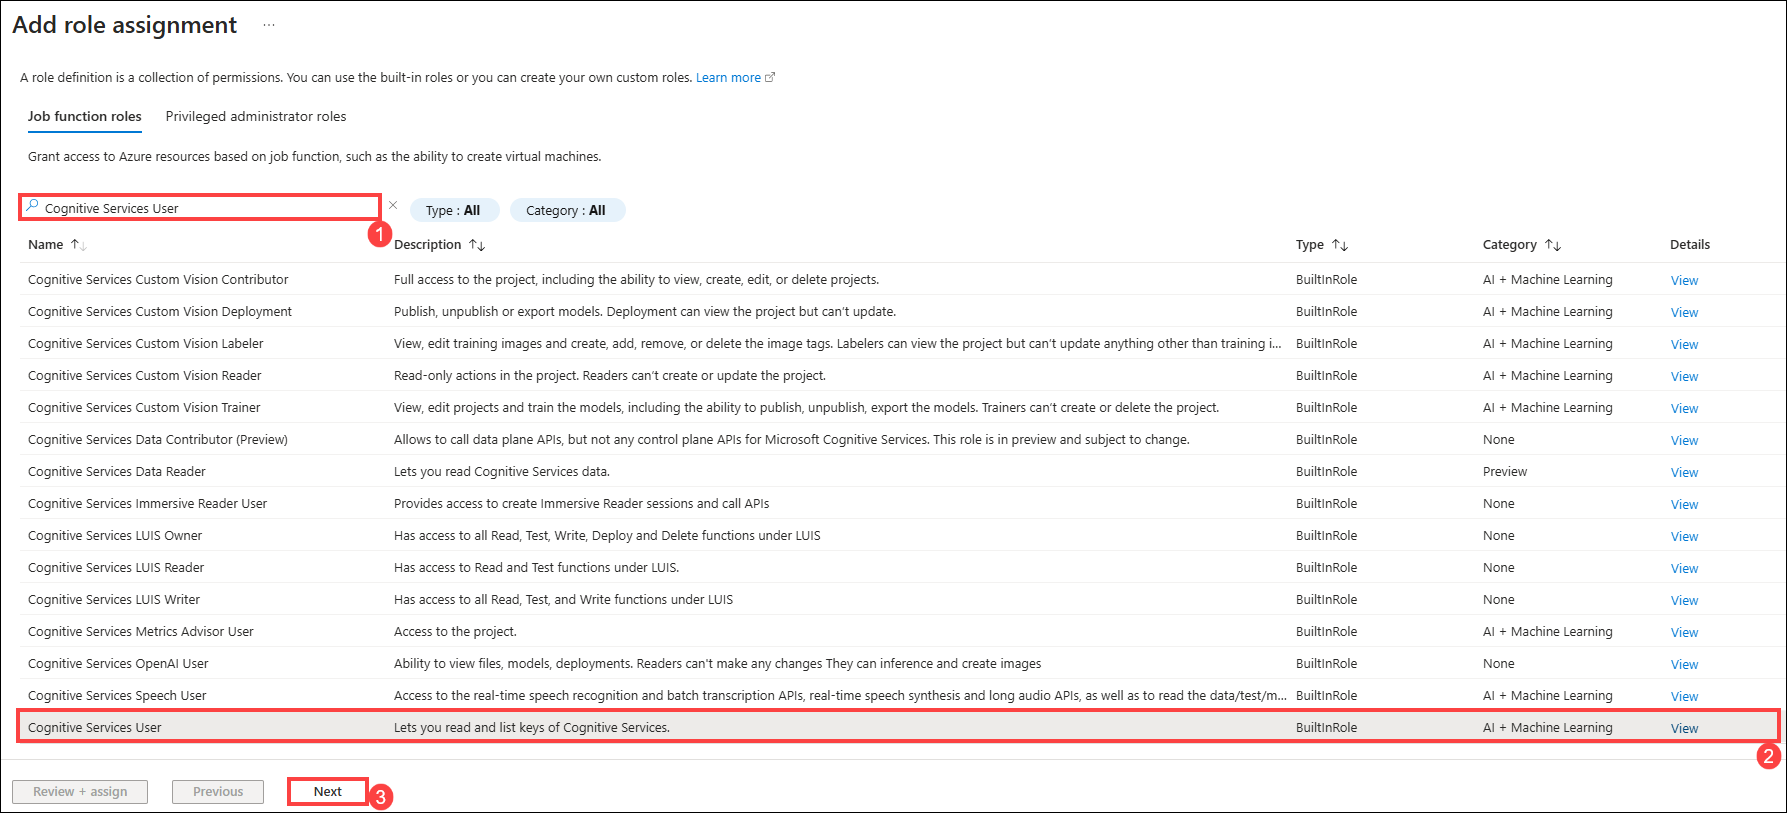 Add role assignment ...
A role definition is a collection of permissions. You can use the built-in roles or you can create your own custom roles. Learn more
Job function roles Privileged administrator roles
Grant access to Azure resources based on job function, such as the ability to create virtual machines.
Cognitive Services User Type : All Category : All
1
Name Description Type Category Details
Cognitive Services Custom Vision Contributor Full access to the project, including the ability to view, create, edit, or delete projects. BuiltInRole AI + Machine Learning View
Cognitive Services Custom Vision Deployment Publish, unpublish or export models. Deployment can view the project but can't update. BuiltInRole AI + Machine Learning View
Cognitive Services Custom Vision Labeler View, edit training images and create, add, remove, or delete the image tags. Labelers can view the project but can't update anything other than training i... BuiltInRole AI + Machine Learning View
Cognitive Services Custom Vision Reader Read-only actions in the project. Readers can't create or update the project. BuiltInRole AI + Machine Learning View
Cognitive Services Custom Vision Trainer View, edit projects and train the models, including the ability to publish, unpublish, export the models. Trainers can't create or delete the project. BuiltInRole AI + Machine Learning View
Cognitive Services Data Contributor (Preview) Allows to call data plane APIs, but not any control plane APIs for Microsoft Cognitive Services. This role is in preview and subject to change. BuiltInRole None View
Cognitive Services Data Reader Lets you read Cognitive Services data. BuiltInRole Preview View
Cognitive Services Immersive Reader User Provides access to create Immersive Reader sessions and call APIs BuiltInRole None View
Cognitive Services LUIS Owner Has access to all Read, Test, Write, Deploy and Delete functions under LUIS BuiltInRole None View
Cognitive Services LUIS Reader Has access to Read and Test functions under LUIS. BuiltInRole None View
Cognitive Services LUIS Writer Has access to all Read, Test, and Write functions under LUIS BuiltInRole None View
Cognitive Services Metrics Advisor User Access to the project. BuiltInRole AI + Machine Learning View
Cognitive Services OpenAI User Ability to view files, models, deployments. Readers can't make any changes They can inference and create images BuiltInRole None View
Cognitive Services Speech User Access to the real-time speech recognition and batch transcription APIs, real-time speech synthesis and long audio APIs, as well as to read the data/test/m... BuiltInRole AI + Machine Learning View
Cognitive Services User Lets you read and list keys of Cognitive Services. BuiltInRole AI + Machine Learning View
2
Review + assign Previous Next 3